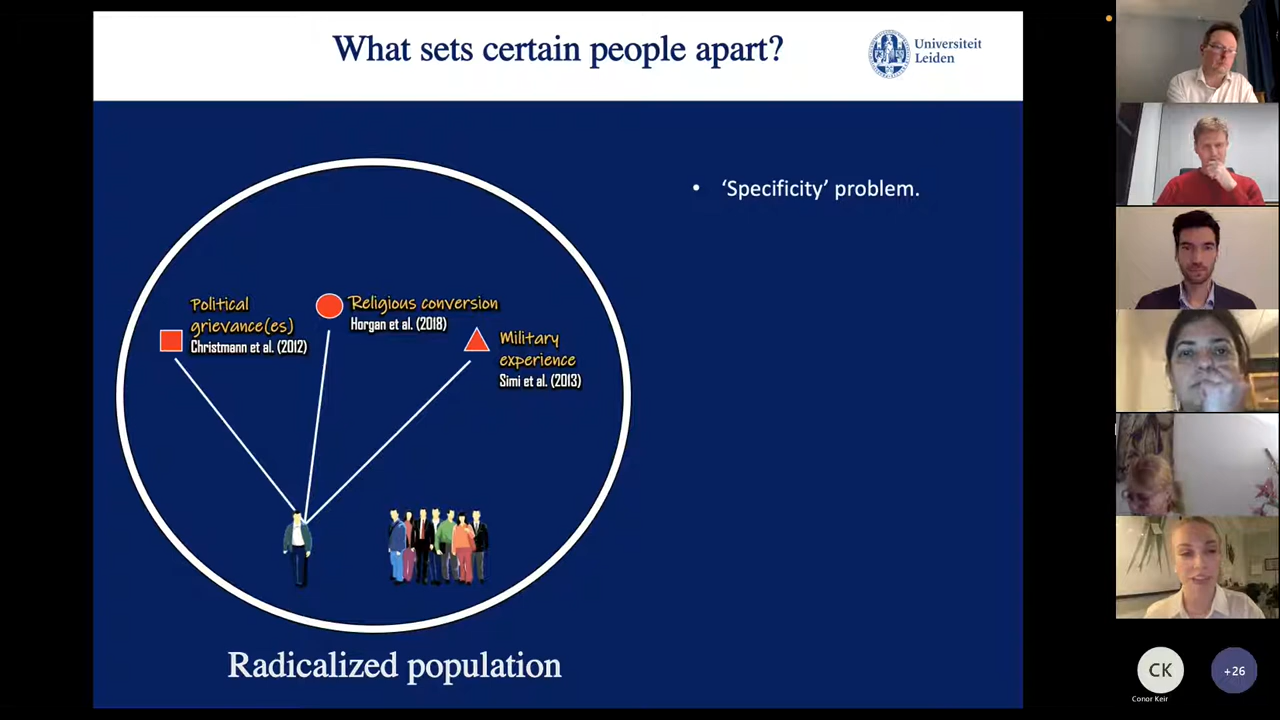 What sets certain people apart?
Universiteit
Leiden
• ‘Specificity’ problem.
Political
grievance(es)
Christmann et al. (2012)
Religious conversion
Horgan et al. (2018)
Military
experience
Simi et al. (2013)
Radicalized population
CK
Conor Keir
+26